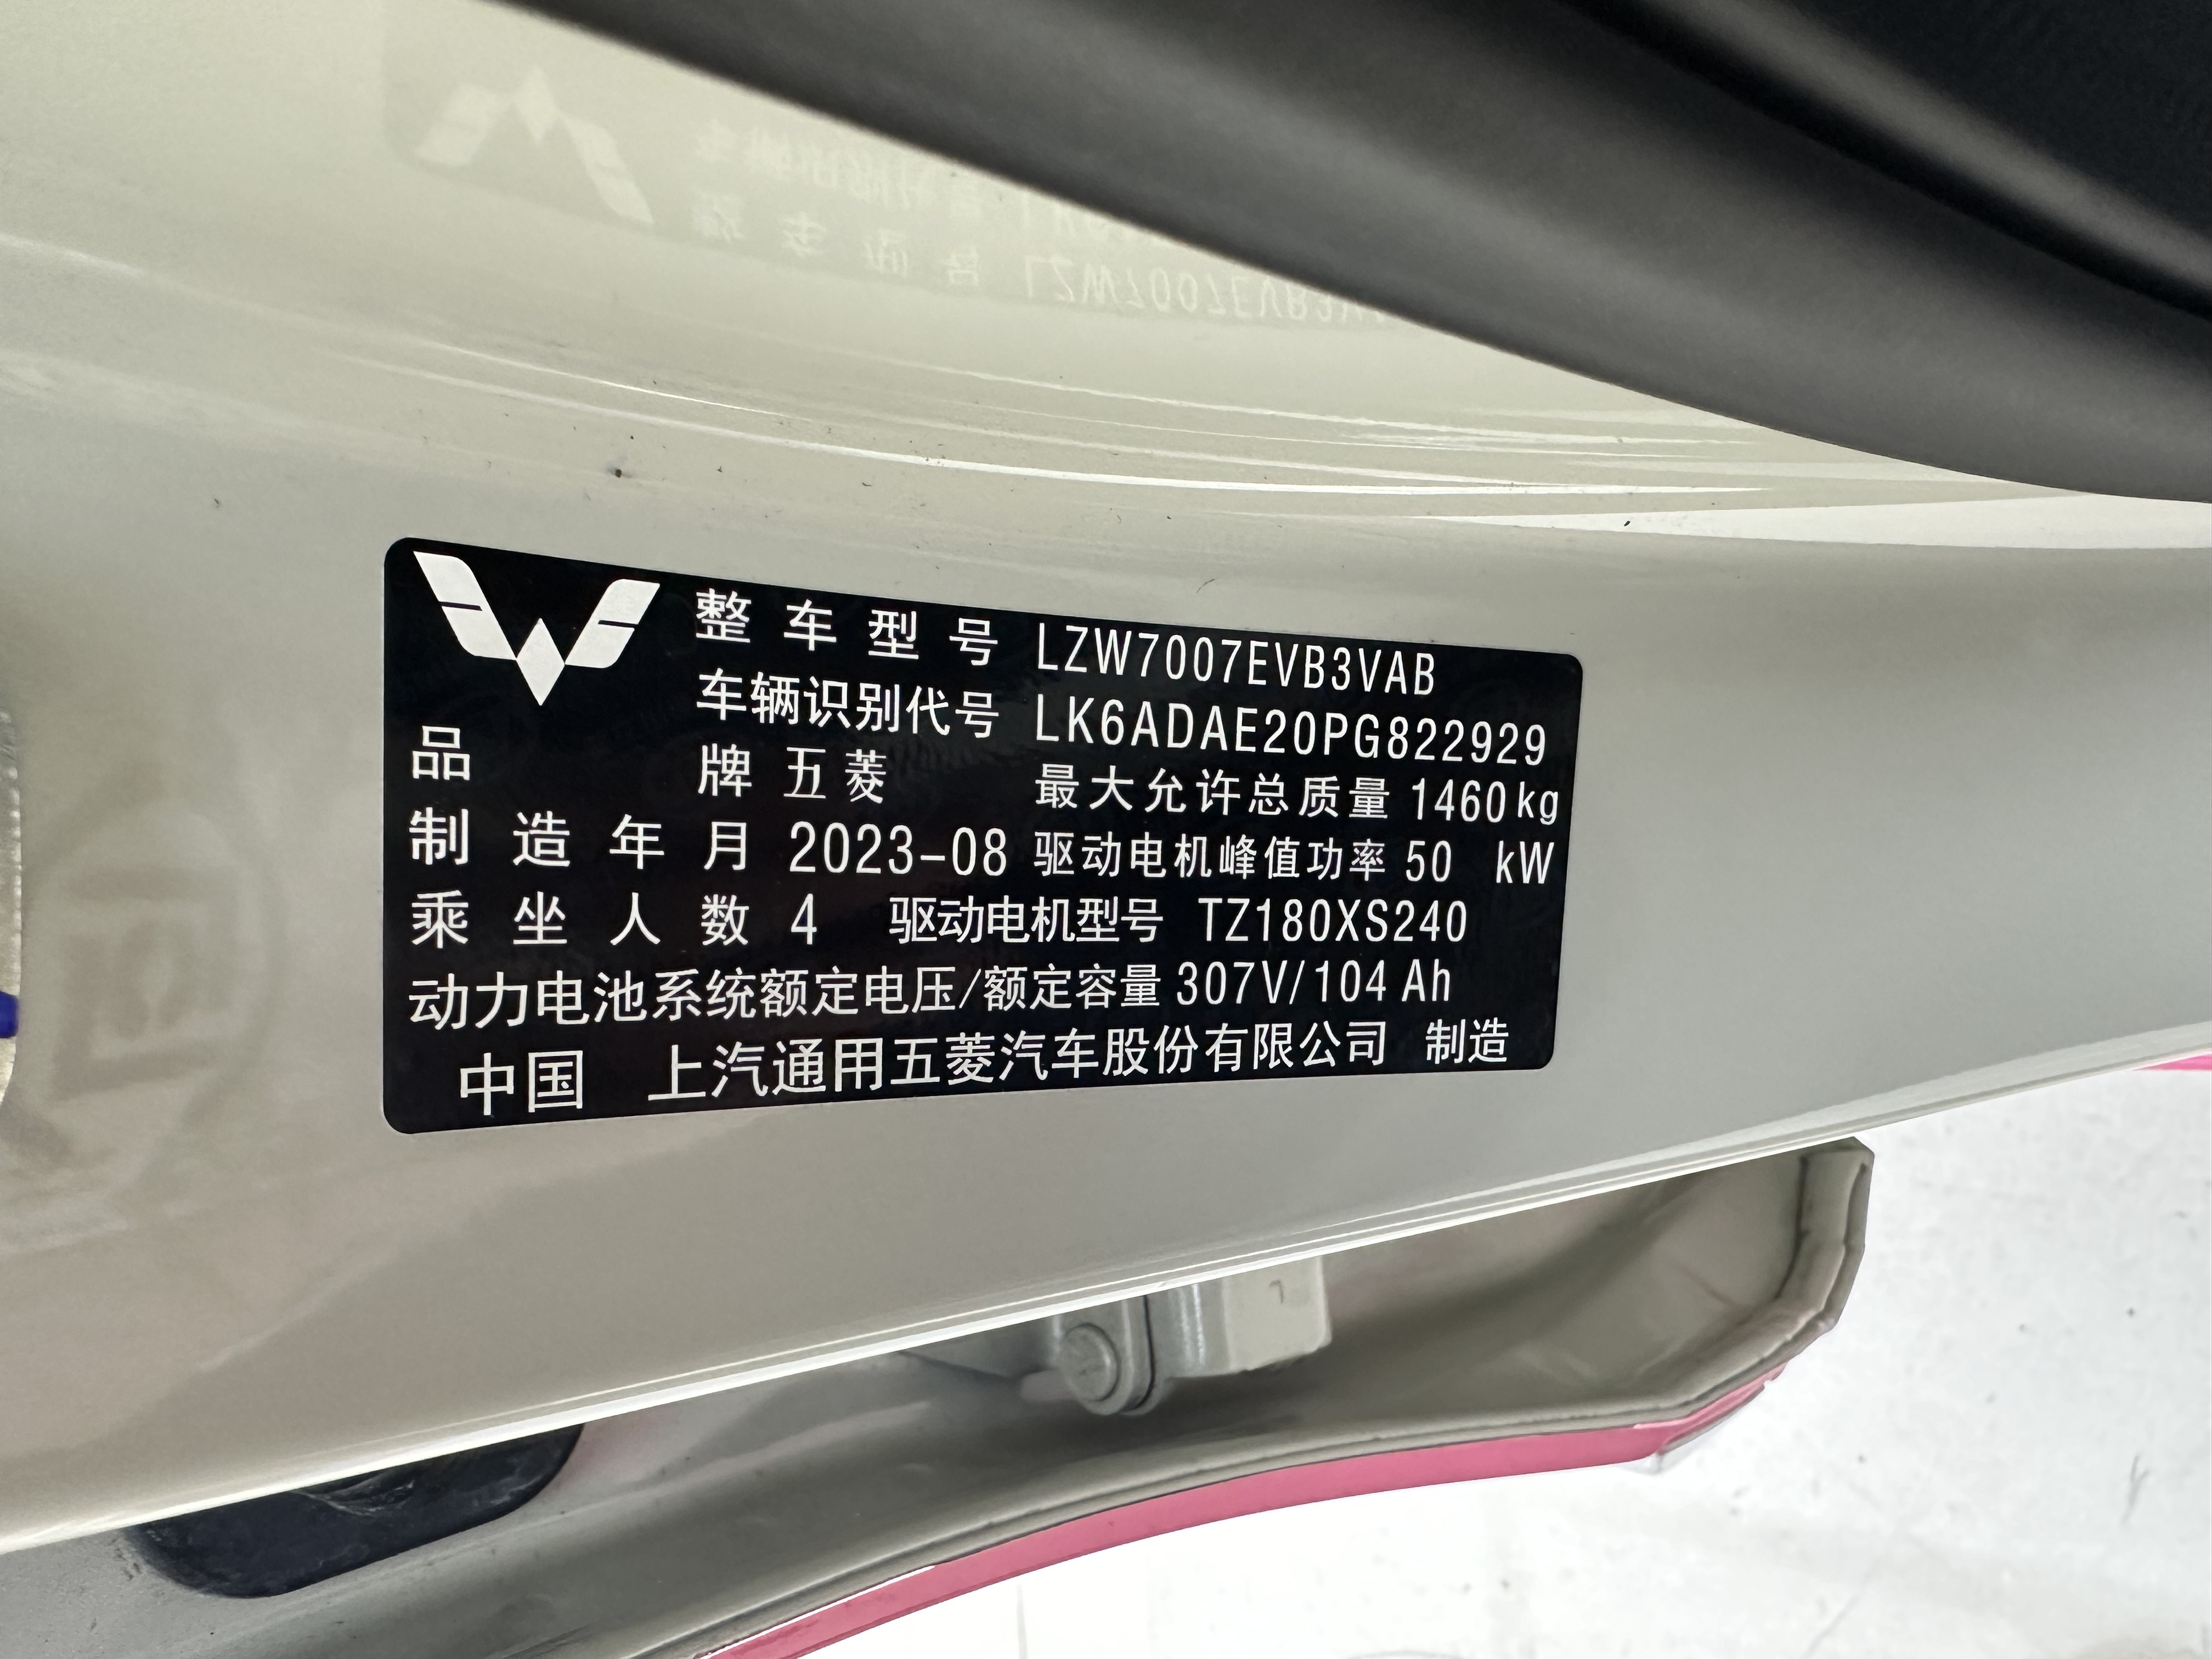 整车型号 LZW7007EVB3VAB
车辆识别代号 LK6ADAE20PG822929
品牌 五菱 最大允许总质量 1460kg
制造年月 2023-08 驱动电机峰值功率 50 kW
乘坐人数 4 驱动电机型号 TZ180XS240
动力电池系统额定电压/额定容量 307V/104 Ah
中国 上汽通用五菱汽车股份有限公司 制造